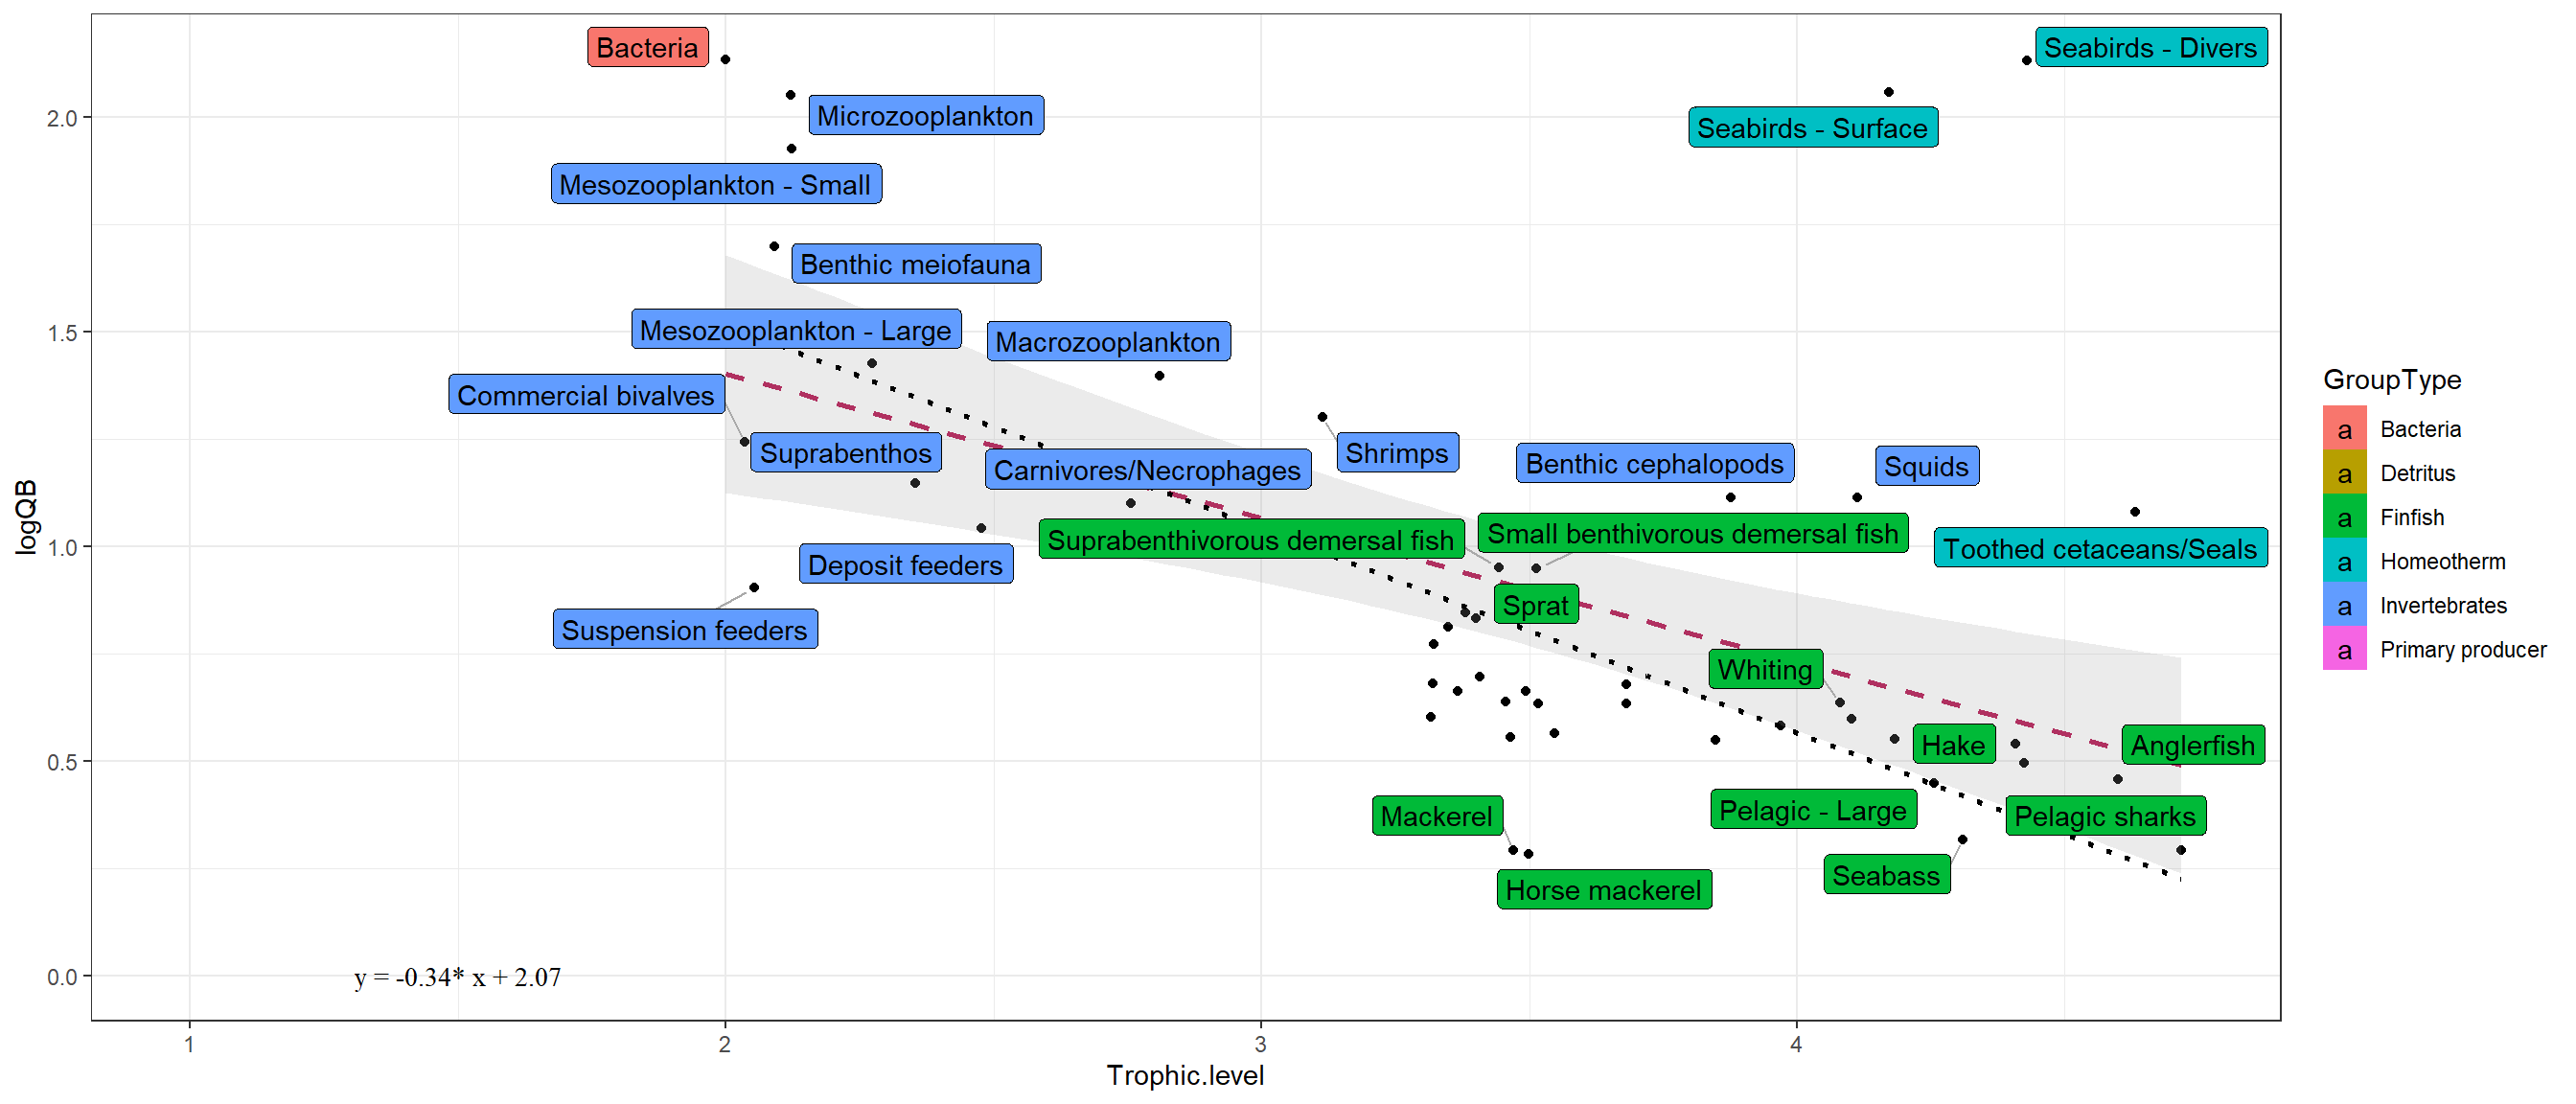 Bacteria
Seabirds - Divers
Microzooplankton
Seabirds - Surface
Mesozooplankton - Small
Benthic meiofauna
Mesozooplankton - Large
Macrozooplankton
Commercial bivalves
Suprabenthos
Carnivores/Necrophages
Shrimps
Benthic cephalopods
Squids
Suprabenthivorous demersal fish
Small benthivorous demersal fish
Toothed cetaceans/Seals
Deposit feeders
Sprat
Suspension feeders
Whiting
Hake
Anglerfish
Mackerel
Pelagic - Large
Pelagic sharks
Seabass
Horse mackerel
y = -0.34* x + 2.07
2.0
1.5
1.0
0.5
0.0
logQB
1 2 3 4
Trophic.level
GroupType
a Bacteria
a Detritus
a Finfish
a Homeotherm
a Invertebrates
a Primary producer